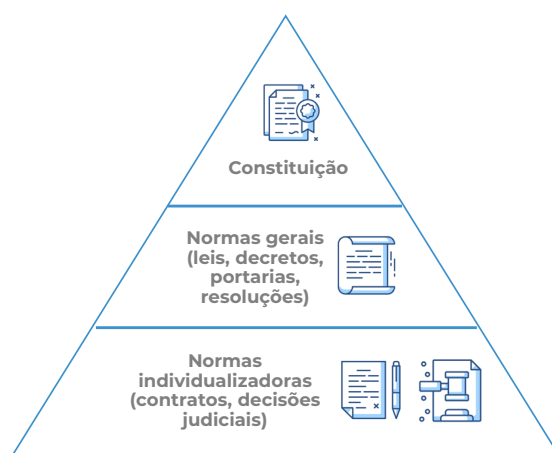 Constituição
Normas gerais
(leis, decretos,
portarias,
resoluções)
Normas
individualizadoras
(contratos, decisões
judiciais)